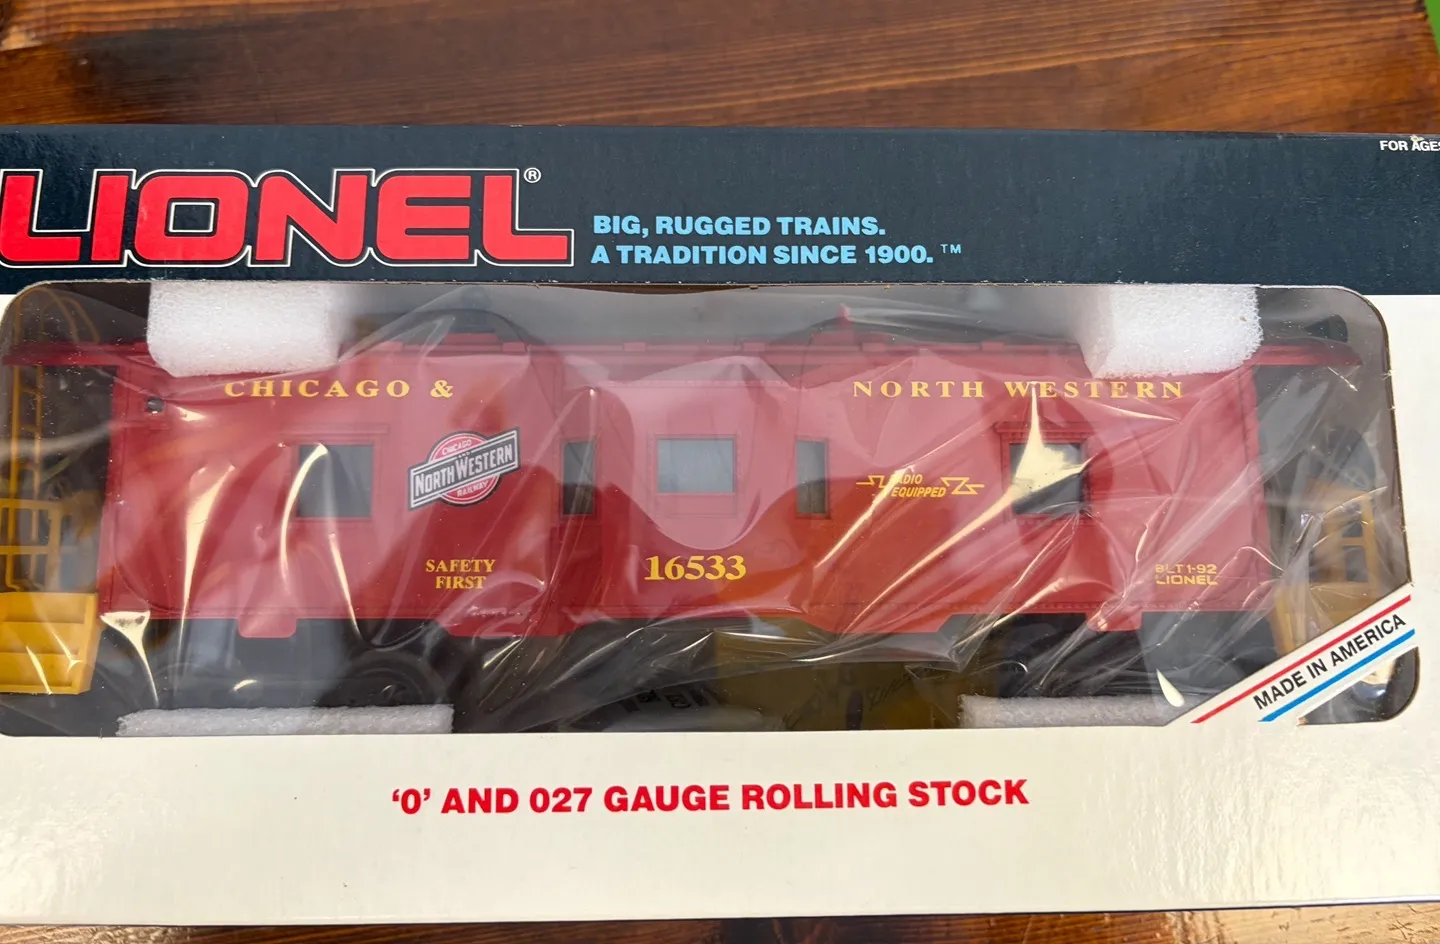 FOR AGES
LIONEL®
BIG, RUGGED TRAINS.
A TRADITION SINCE 1900.™
CHICAGO & NORTH WESTERN
CHICAGO
NORTH WESTERN
RAILWAY
RADIO
EQUIPPED
SAFETY
FIRST
16533
BLT 1-92
LIONEL
MADE IN AMERICA
'O' AND 027 GAUGE ROLLING STOCK